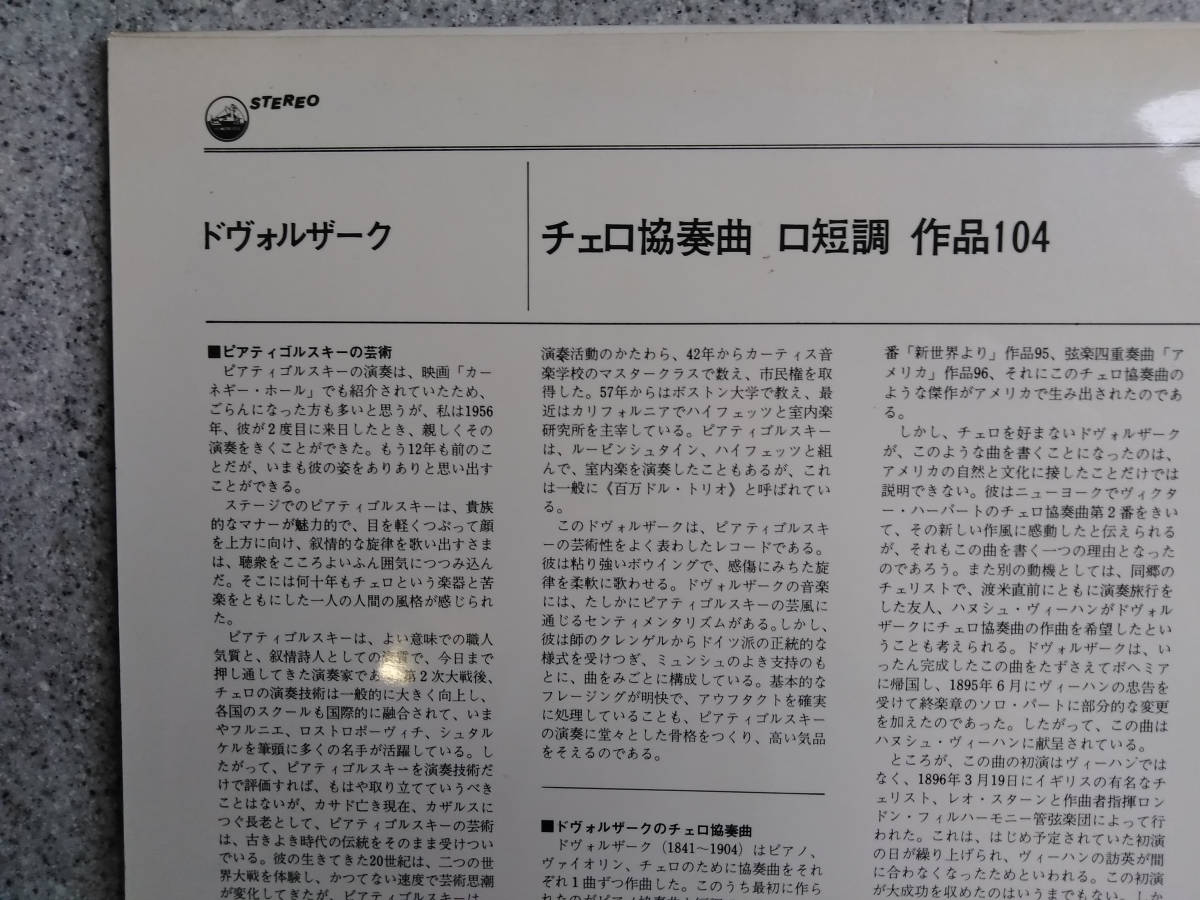 STEREO
ドヴォルザーク
チェロ協奏曲 ロ短調 作品104
■ピアティゴルスキーの芸術
ピアティゴルスキーの演奏は、映画「カー
ネギー・ホール」でも紹介されていたため、
ごらんになった方も多いと思うが、私は1956
年、彼が2度目に来日したとき、親しくその
演奏をきくことができた。もう12年も前のこ
とだが、いまも彼の姿をありありと思い出す
ことができる。
ステージでのピアティゴルスキーは、貴族
的なマナーが魅力的で、目を軽くつぶって顔
を上方に向け、叙情的な旋律を歌い出すさま
は、聴衆をこころよいふん囲気につつみ込ん
だ。そこには何十年もチェロという楽器と苦
楽をともにした一人の人間の風格が感じられ
た。
ピアティゴルスキーは、よい意味での職人
気質と、叙情詩人としての 質で、今日まで
押し通してきた演奏家であ 第2次大戦後、
チェロの演奏技術は一般的に大きく向上し、
各国のスクールも国際的に融合されて、いま
やフルニエ、ロストロポーヴィチ、シュタル
ケルを筆頭に多くの名手が活躍している。し
たがって、ピアティゴルスキーを演奏技術だ
けで評価すれば、もはや取り立てていうべき
ことはないが、カサド亡き現在、カザルスに
つぐ長老として、ピアティゴルスキーの芸術
は、古きよき時代の伝統をそのまま受けつい
でいる。彼の生きてきた20世紀は、二つの世
界大戦を体験し、かつてない速度で芸術思潮
が変化してきたが、ピアティゴルスキーは、
演奏活動のかたわら、42年からカーティス音
楽学校のマスタークラスで教え、市民権を取
得した。57年からはボストン大学で教え、最
近はカリフォルニアでハイフェッツと室内楽
研究所を主宰している。ピアティゴルスキー
は、ルービンシュタイン、ハイフェッツと組
んで、室内楽を演奏したこともあるが、これ
は一般に《百万ドル・トリオ》と呼ばれてい
る。
このドヴォルザークは、ピアティゴルスキ
ーの芸術性をよく表わしたレコードである。
彼は粘り強いボウイングで、感傷にみちた旋
律を柔軟に歌わせる。ドヴォルザークの音楽
には、たしかにピアティゴルスキーの芸風に
通じるセンティメンタリズムがある。しかし、
彼は師のクレンゲルからドイツ派の正統的な
様式を受けつぎ、ミュンシュのよき支持のも
とに、曲をみごとに構成している。基本的な
フレージングが明快で、アウフタクトを確実
に処理していることも、ピアティゴルスキー
の演奏に堂々とした骨格をつくり、高い気品
をそえるのである。
■ドヴォルザークのチェロ協奏曲
ドヴォルザーク（1841〜1904）はピアノ、
ヴァイオリン、チェロのために協奏曲をそれ
ぞれ1曲ずつ作曲した。このうち最初に作ら
番「新世界より」作品95、弦楽四重奏曲「ア
メリカ」作品96、それにこのチェロ協奏曲の
ような傑作がアメリカで生み出されたのであ
る。
しかし、チェロを好まないドヴォルザーク
が、このような曲を書くことになったのは、
アメリカの自然と文化に接したことだけでは
説明できない。彼はニューヨークでヴィクタ
ー・ハーバートのチェロ協奏曲第2番をきい
て、その新しい作風に感動したと伝えられる
が、それもこの曲を書く一つの理由となった
のであろう。また別の動機としては、同郷の
チェリストで、渡米直前にともに演奏旅行を
した友人、ハヌシュ・ヴィーハンがドヴォル
ザークにチェロ協奏曲の作曲を希望したとい
うことも考えられる。ドヴォルザークは、い
ったん完成したこの曲をたずさえてボヘミア
に帰国し、1895年6月にヴィーハンの忠告を
受けて終楽章のソロ・パートに部分的な変更
を加えたのであった。したがって、この曲は
ハヌシュ・ヴィーハンに献呈されている。
ところが、この曲の初演はヴィーハンでは
なく、1896年3月19日にイギリスの有名なチ
ェリスト、レオ・スターンと作曲者指揮ロン
ドン・フィルハーモニー管弦楽団によって行
われた。これは、はじめ予定されていた初演
の日が繰り上げられ、ヴィーハンの訪英が間
に合わなくなったためといわれる。この初演
が大成功を収めたのはいうまでもない。しか